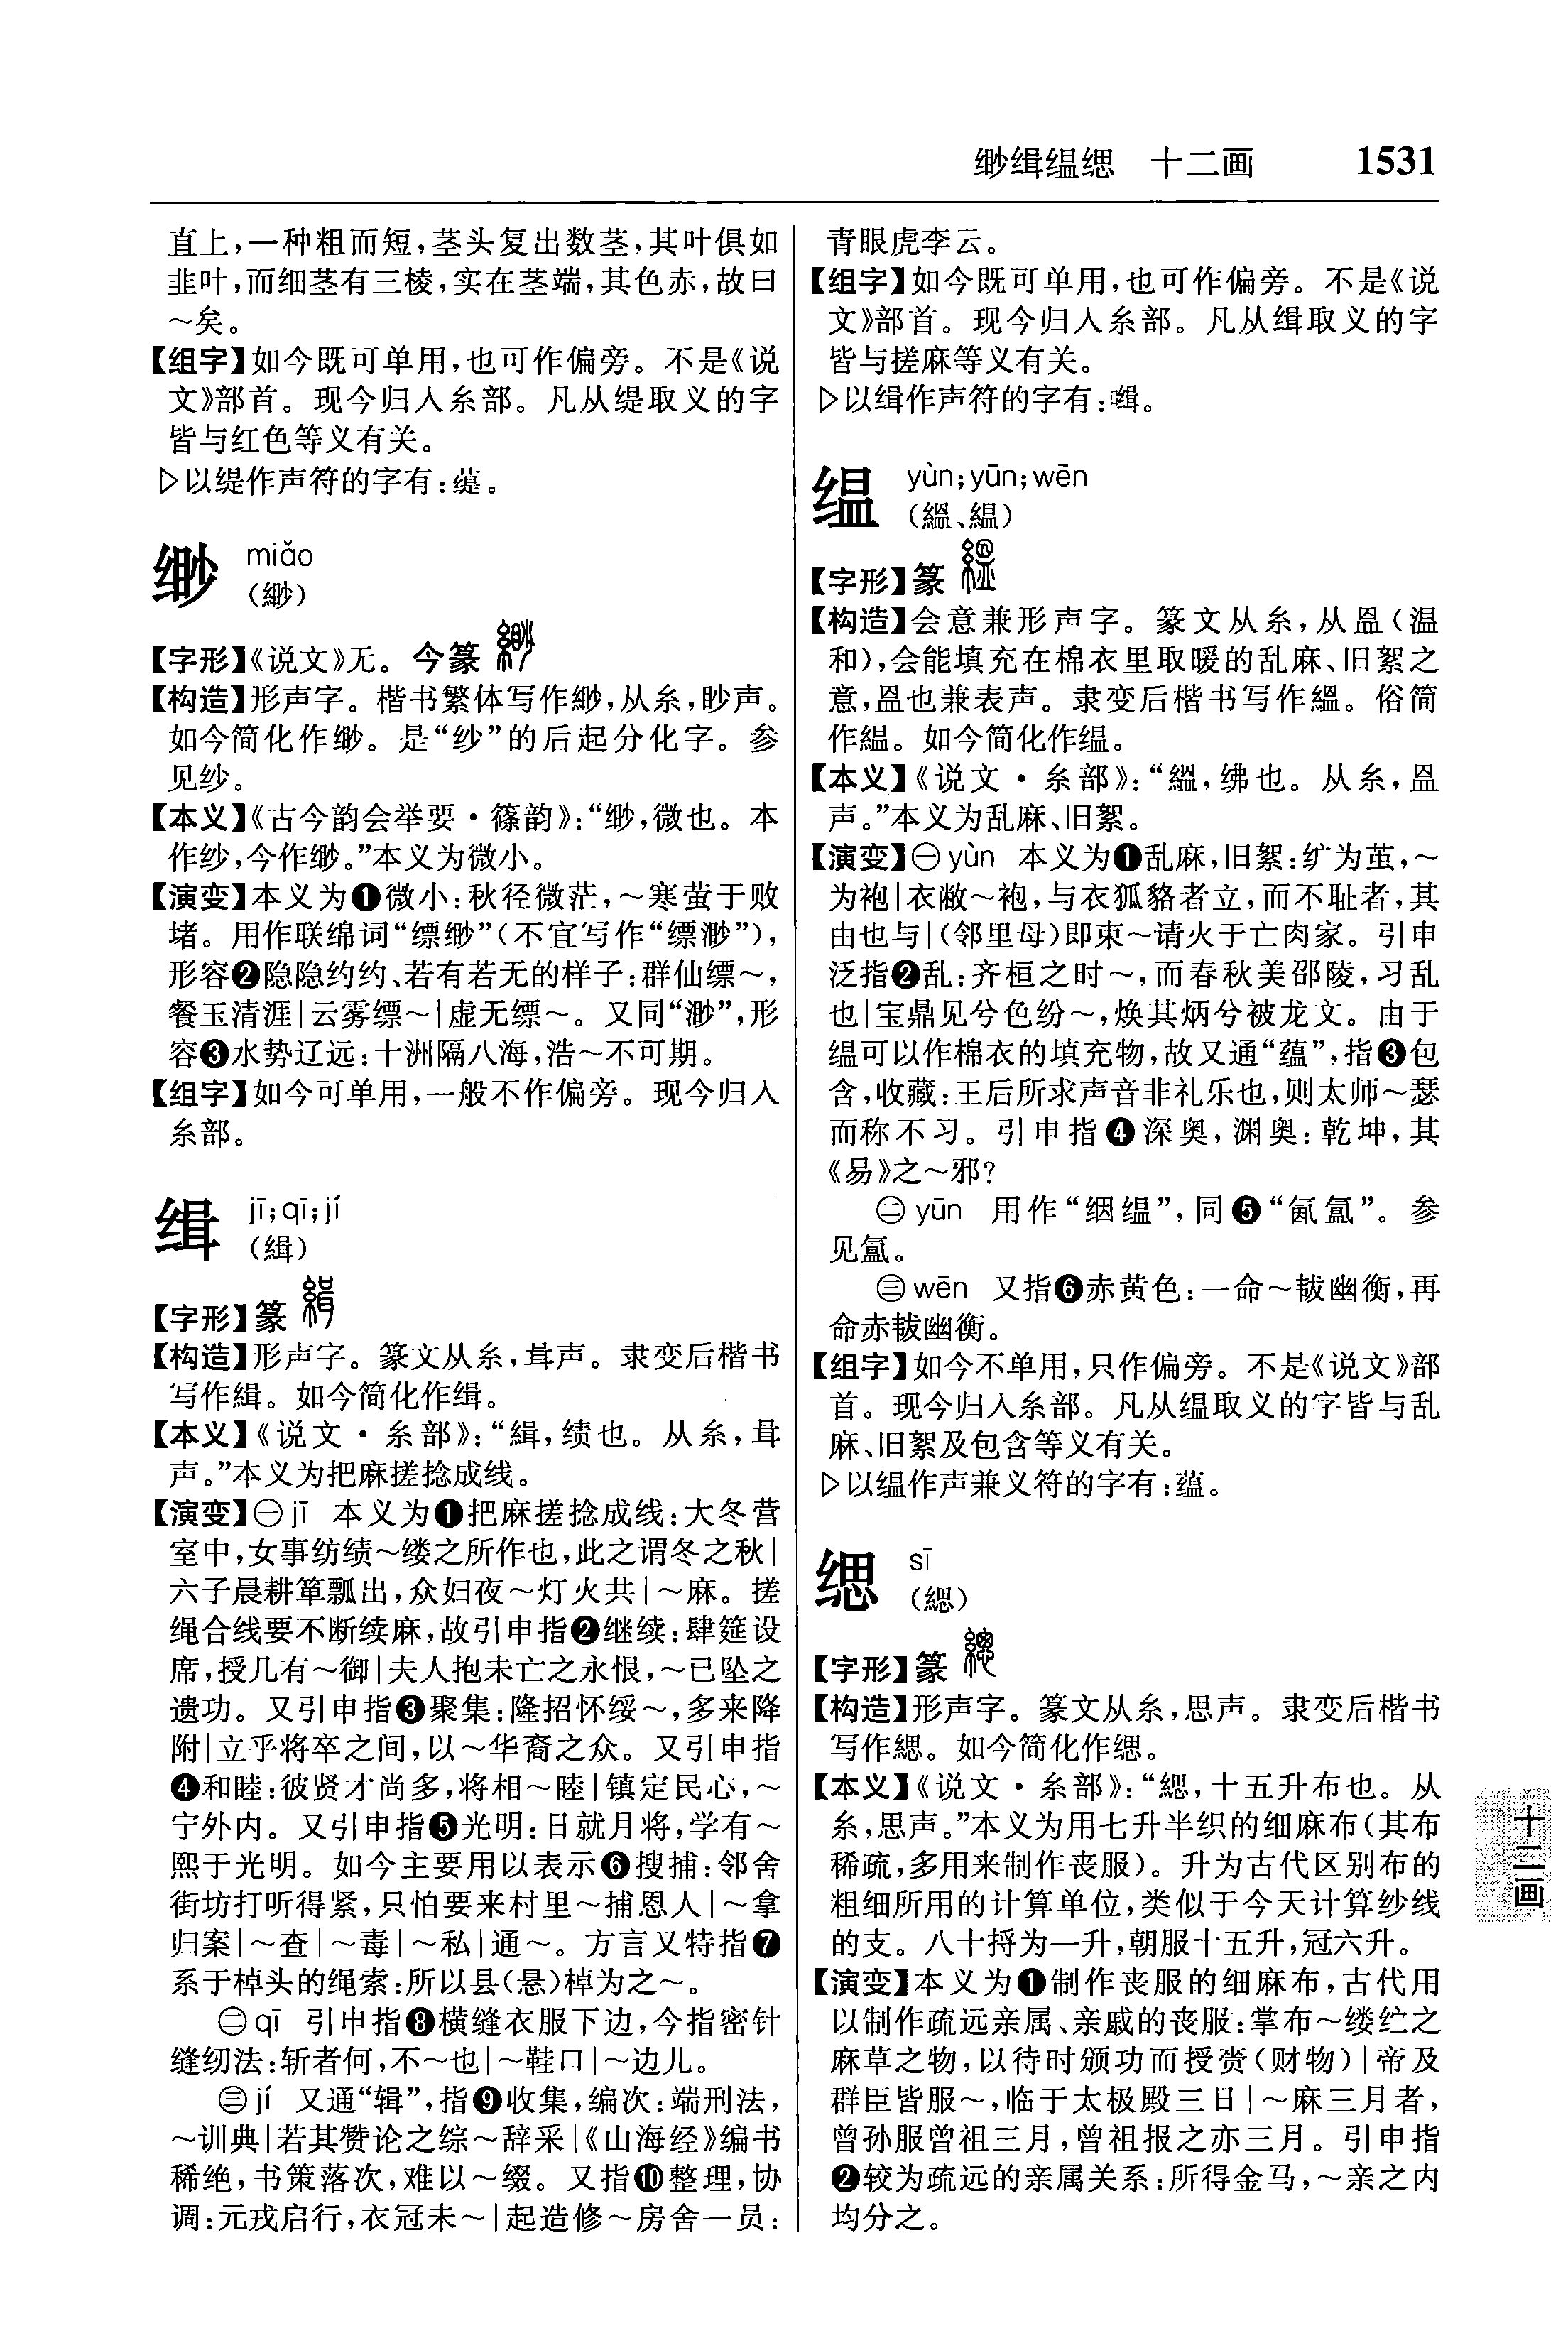 缈缉缊缌　十二画　1531
直上，一种粗而短，茎头复出数茎，其叶俱如
韭叶，而细茎有三棱，实在茎端，其色赤，故曰
～矣。
【组字】如今既可单用，也可作偏旁。不是《说
文》部首。现今归入糸部。凡从缇取义的字
皆与红色等义有关。
▷以缇作声符的字有：䔶。
缈 miǎo
（緲）
【字形】《说文》无。今篆
【构造】形声字。楷书繁体写作緲，从糸，眇声。
如今简化作缈。是“纱”的后起分化字。参
见纱。
【本义】《古今韵会举要·篠韵》：“缈，微也。本
作纱，今作缈。”本义为微小。
【演变】本义为❶微小：秋径微茫，～寒萤于败
堵。用作联绵词“缥缈”（不宜写作“缥渺”），
形容❷隐隐约约、若有若无的样子：群仙缥～，
餐玉清涯|云雾缥～|虚无缥～。又同“渺”，形
容❸水势辽远：十洲隔八海，浩～不可期。
【组字】如今可单用，一般不作偏旁。现今归入
糸部。
缉 jī；qī；jí
（緝）
【字形】篆
【构造】形声字。篆文从糸，咠声。隶变后楷书
写作緝。如今简化作缉。
【本义】《说文·糸部》：“緝，绩也。从糸，咠
声。”本义为把麻搓捻成线。
【演变】㊀jī 本义为❶把麻搓捻成线：大冬营
室中，女事纺绩～缕之所作也，此之谓冬之秋|
六子晨耕箪瓢出，众妇夜～灯火共|～麻。搓
绳合线要不断续麻，故引申指❷继续：肆筵设
席，授几有～御|夫人抱未亡之永恨，～已坠之
遗功。又引申指❸聚集：隆招怀绥～，多来降
附|立乎将卒之间，以～华裔之众。又引申指
❹和睦：彼贤才尚多，将相～睦|镇定民心，～
宁外内。又引申指❺光明：日就月将，学有～
熙于光明。如今主要用以表示❻搜捕：邻舍
街坊打听得紧，只怕要来村里～捕恩人|～拿
归案|～查|～毒|～私|通～。方言又特指❼
系于棹头的绳索：所以县（悬）棹为之～。
㊁qī 引申指❽横缝衣服下边，今指密针
缝纫法：斩者何，不～也|～鞋口|～边儿。
㊂jí 又通“辑”，指❾收集，编次：端刑法，
～训典|若其赞论之综～辞采|《山海经》编书
稀绝，书策落次，难以～缀。又指❿整理，协
调：元戎启行，衣冠未～|起造修～房舍一员：
青眼虎李云。
【组字】如今既可单用，也可作偏旁。不是《说
文》部首。现今归入糸部。凡从缉取义的字
皆与搓麻等义有关。
▷以缉作声符的字有：
缊 yùn；yūn；wēn
（縕、緼）
【字形】篆
【构造】会意兼形声字。篆文从糸，从昷（温
和），会能填充在棉衣里取暖的乱麻、旧絮之
意，昷也兼表声。隶变后楷书写作縕。俗简
作緼。如今简化作缊。
【本义】《说文·糸部》：“縕，绋也。从糸，昷
声。”本义为乱麻、旧絮。
【演变】㊀yùn 本义为❶乱麻，旧絮：纩为茧，～
为袍|衣敝～袍，与衣狐貉者立，而不耻者，其
由也与|（邻里母）即束～请火于亡肉家。引申
泛指❷乱：齐桓之时～，而春秋美邵陵，习乱
也|宝鼎见兮色纷～，焕其炳兮被龙文。由于
缊可以作棉衣的填充物，故又通“蕴”，指❸包
含，收藏：王后所求声音非礼乐也，则太师～瑟
而称不习。引申指❹深奥，渊奥：乾坤，其
《易》之～邪？
㊁yūn 用作“絪缊”，同❺“氤氲”。参
见氲。
㊂wēn 又指❻赤黄色：一命～韨幽衡，再
命赤韨幽衡。
【组字】如今不单用，只作偏旁。不是《说文》部
首。现今归入糸部。凡从缊取义的字皆与乱
麻、旧絮及包含等义有关。
▷以缊作声兼义符的字有：蕴。
缌 sī
（緦）
【字形】篆
【构造】形声字。篆文从糸，思声。隶变后楷书
写作緦。如今简化作缌。
【本义】《说文·糸部》：“緦，十五升布也。从
糸，思声。”本义为用七升半织的细麻布（其布
稀疏，多用来制作丧服）。升为古代区别布的
粗细所用的计算单位，类似于今天计算纱线
的支。八十捋为一升，朝服十五升，冠六升。
【演变】本义为❶制作丧服的细麻布，古代用
以制作疏远亲属、亲戚的丧服：掌布～缕纻之
麻草之物，以待时颁功而授赍（财物）|帝及
群臣皆服～，临于太极殿三日|～麻三月者，
曾孙服曾祖三月，曾祖报之亦三月。引申指
❷较为疏远的亲属关系：所得金马，～亲之内
均分之。
十二画